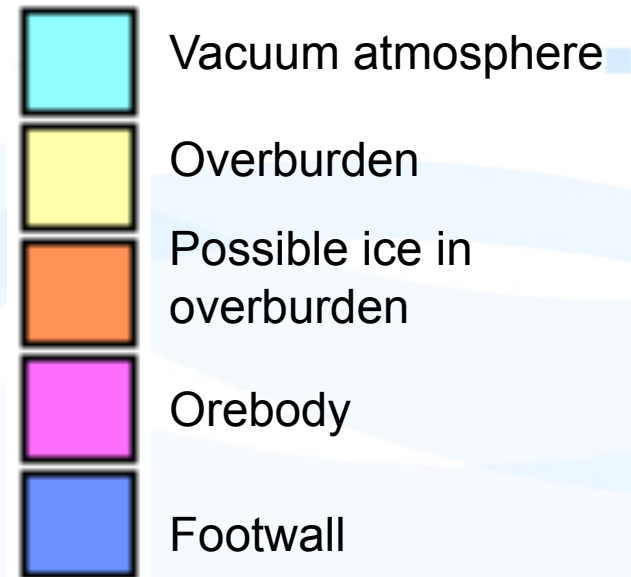 Vacuum atmosphere
Overburden
Possible ice in
overburden
Orebody
Footwall